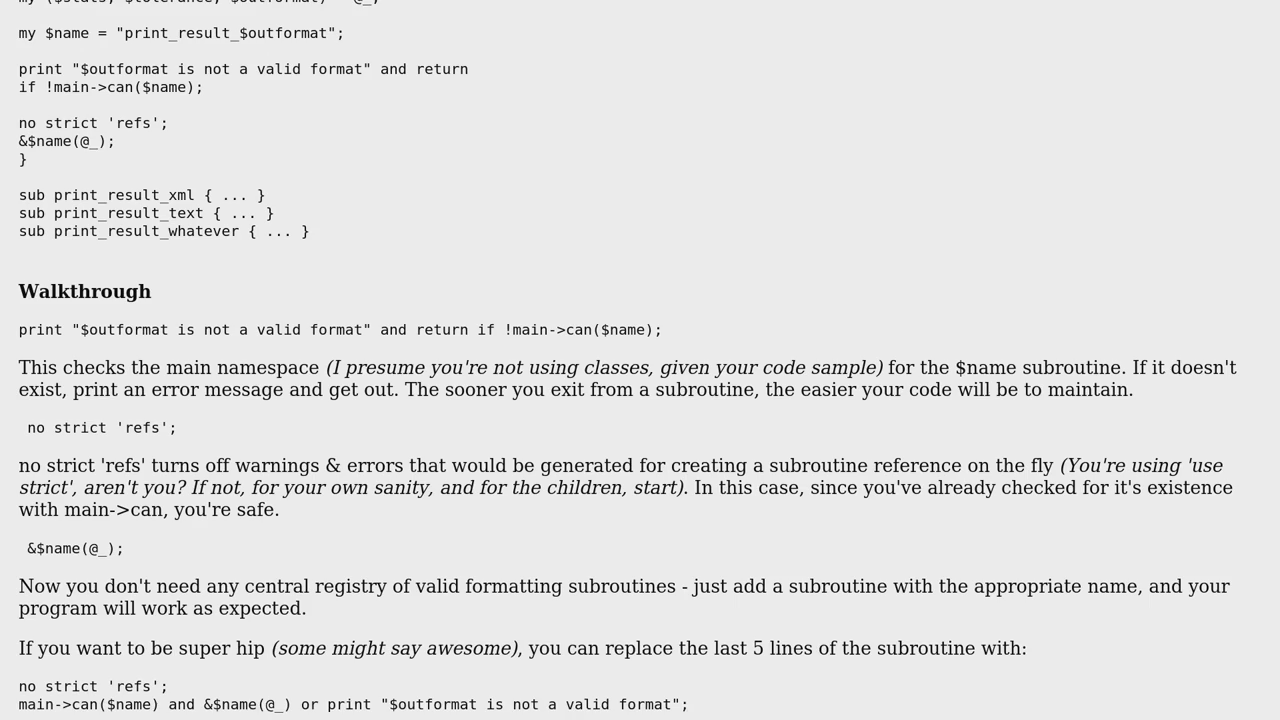 my ($stats, $tolerance, $outformat) = @_;
my $name = "print_result_$outformat";
print "$outformat is not a valid format" and return
if !main->can($name);
no strict 'refs';
&$name(@_);
}
sub print_result_xml { ... }
sub print_result_text { ... }
sub print_result_whatever { ... }
Walkthrough
print "$outformat is not a valid format" and return if !main->can($name);
This checks the main namespace (I presume you're not using classes, given your code sample) for the $name subroutine. If it doesn't
exist, print an error message and get out. The sooner you exit from a subroutine, the easier your code will be to maintain.
no strict 'refs';
no strict 'refs' turns off warnings & errors that would be generated for creating a subroutine reference on the fly (You're using 'use
strict', aren't you? If not, for your own sanity, and for the children, start). In this case, since you've already checked for it's existence
with main->can, you're safe.
&$name(@_);
Now you don't need any central registry of valid formatting subroutines - just add a subroutine with the appropriate name, and your
program will work as expected.
If you want to be super hip (some might say awesome), you can replace the last 5 lines of the subroutine with:
no strict 'refs';
main->can($name) and &$name(@_) or print "$outformat is not a valid format";